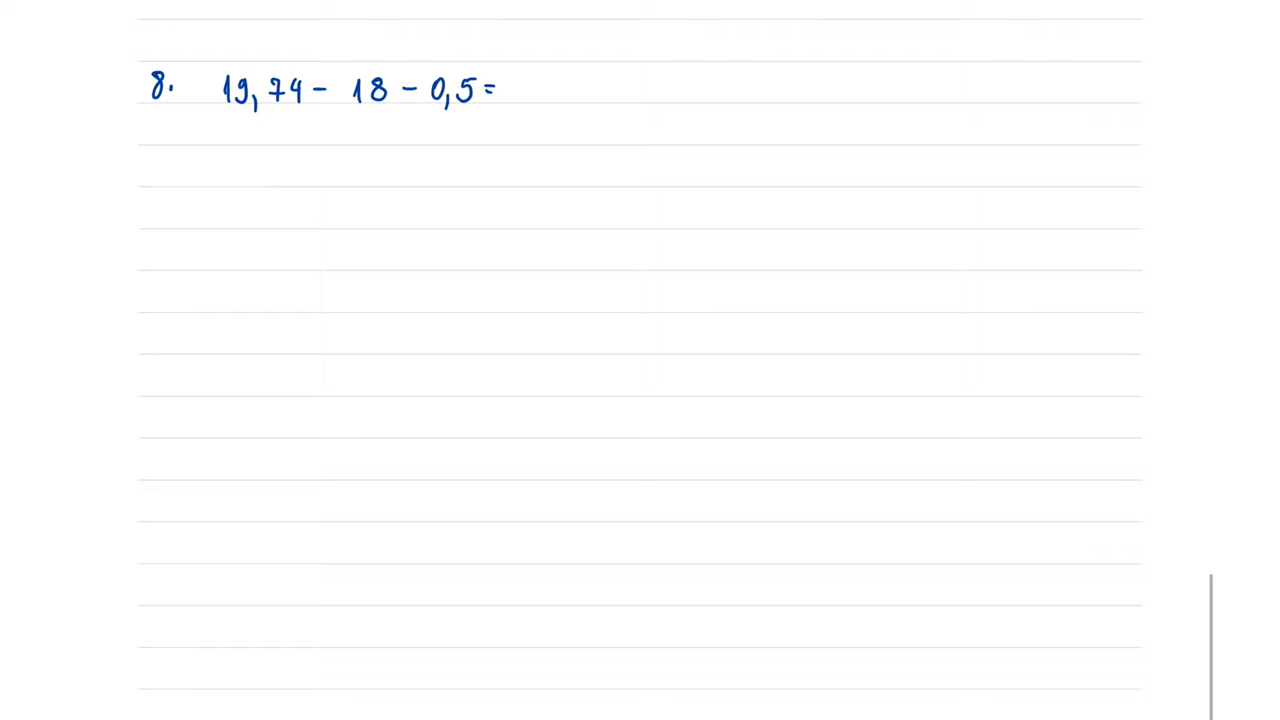 8. 19,74 - 18 - 0,5 =